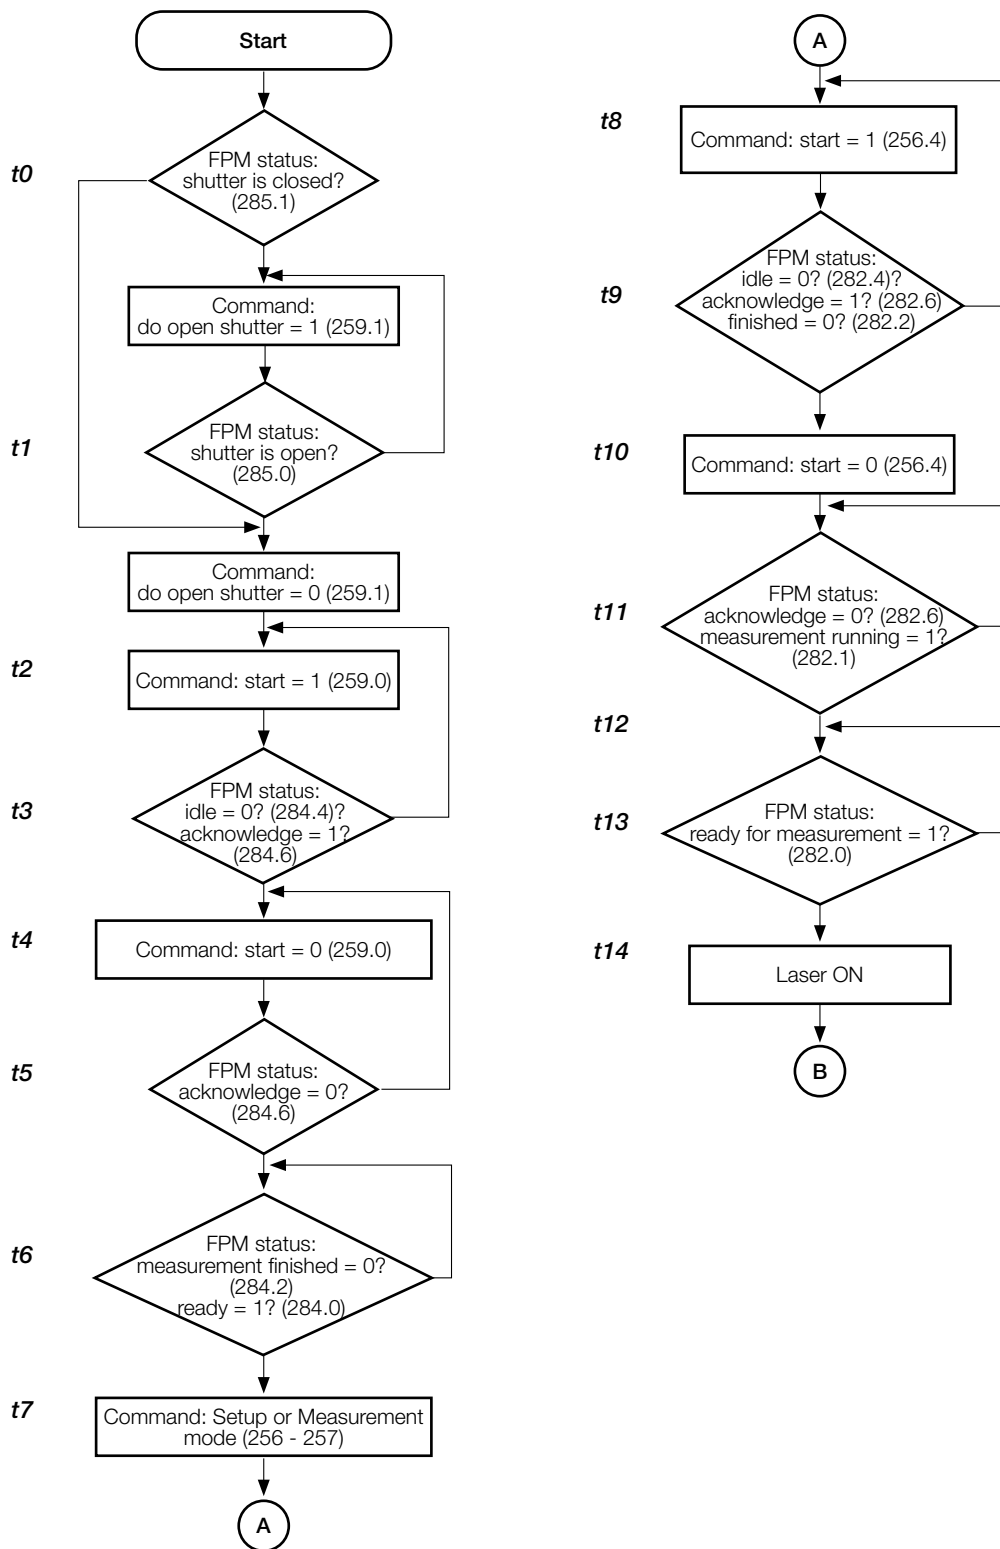 Start
t0
FPM status:
shutter is closed?
(285.1)
Command:
do open shutter = 1 (259.1)
t1
FPM status:
shutter is open?
(285.0)
Command:
do open shutter = 0 (259.1)
t2
Command: start = 1 (259.0)
t3
FPM status:
idle = 0? (284.4)?
acknowledge = 1?
(284.6)
t4
Command: start = 0 (259.0)
t5
FPM status:
acknowledge = 0?
(284.6)
t6
FPM status:
measurement finished = 0?
(284.2)
ready = 1? (284.0)
t7
Command: Setup or Measurement
mode (256 - 257)
A
A
t8
Command: start = 1 (256.4)
t9
FPM status:
idle = 0? (282.4)?
acknowledge = 1? (282.6)
finished = 0? (282.2)
t10
Command: start = 0 (256.4)
t11
FPM status:
acknowledge = 0? (282.6)
measurement running = 1?
(282.1)
t12
t13
FPM status:
ready for measurement = 1?
(282.0)
t14
Laser ON
B